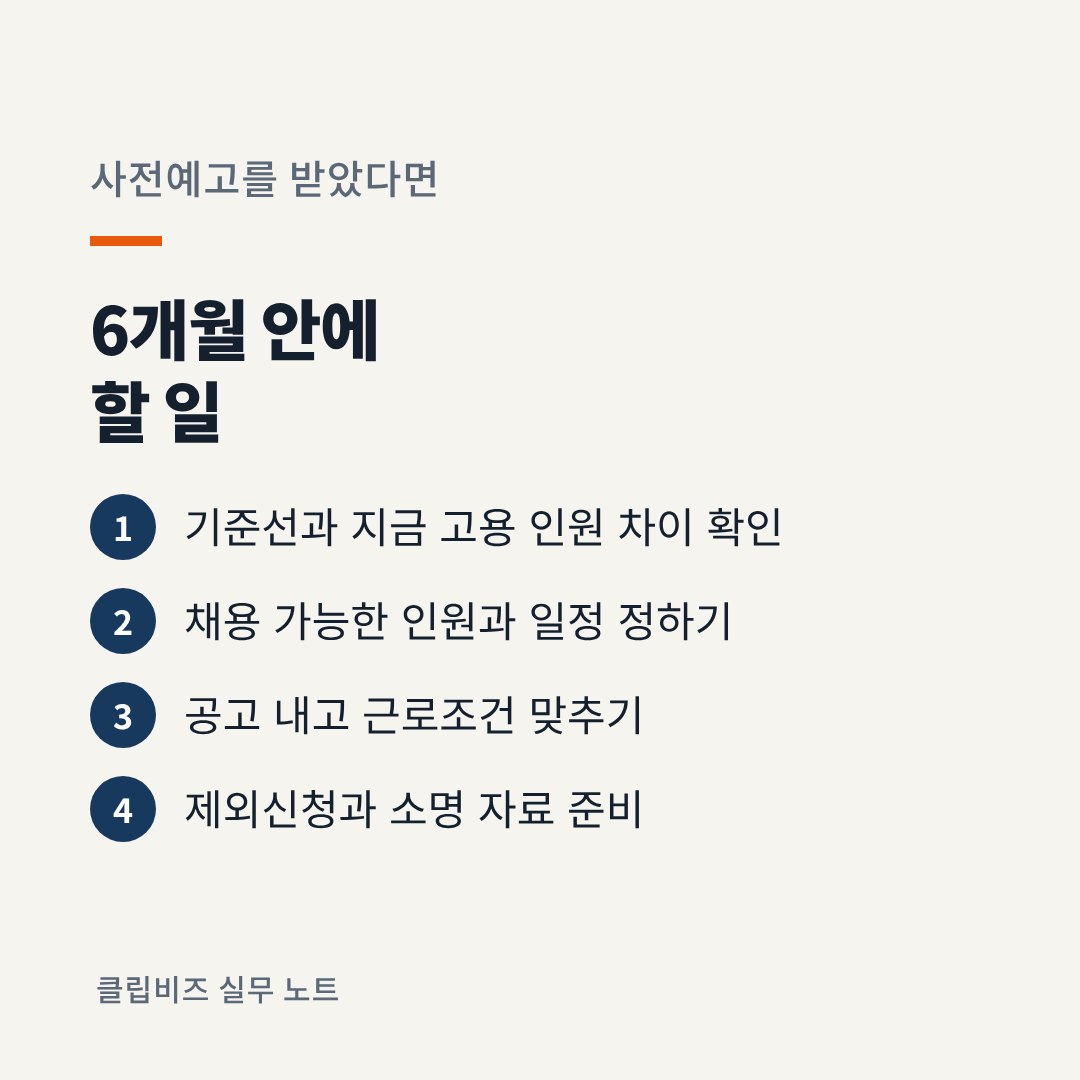 사전예고를 받았다면
6개월 안에
할 일
1 기준선과 지금 고용 인원 차이 확인
2 채용 가능한 인원과 일정 정하기
3 공고 내고 근로조건 맞추기
4 제외신청과 소명 자료 준비
클립비즈 실무 노트